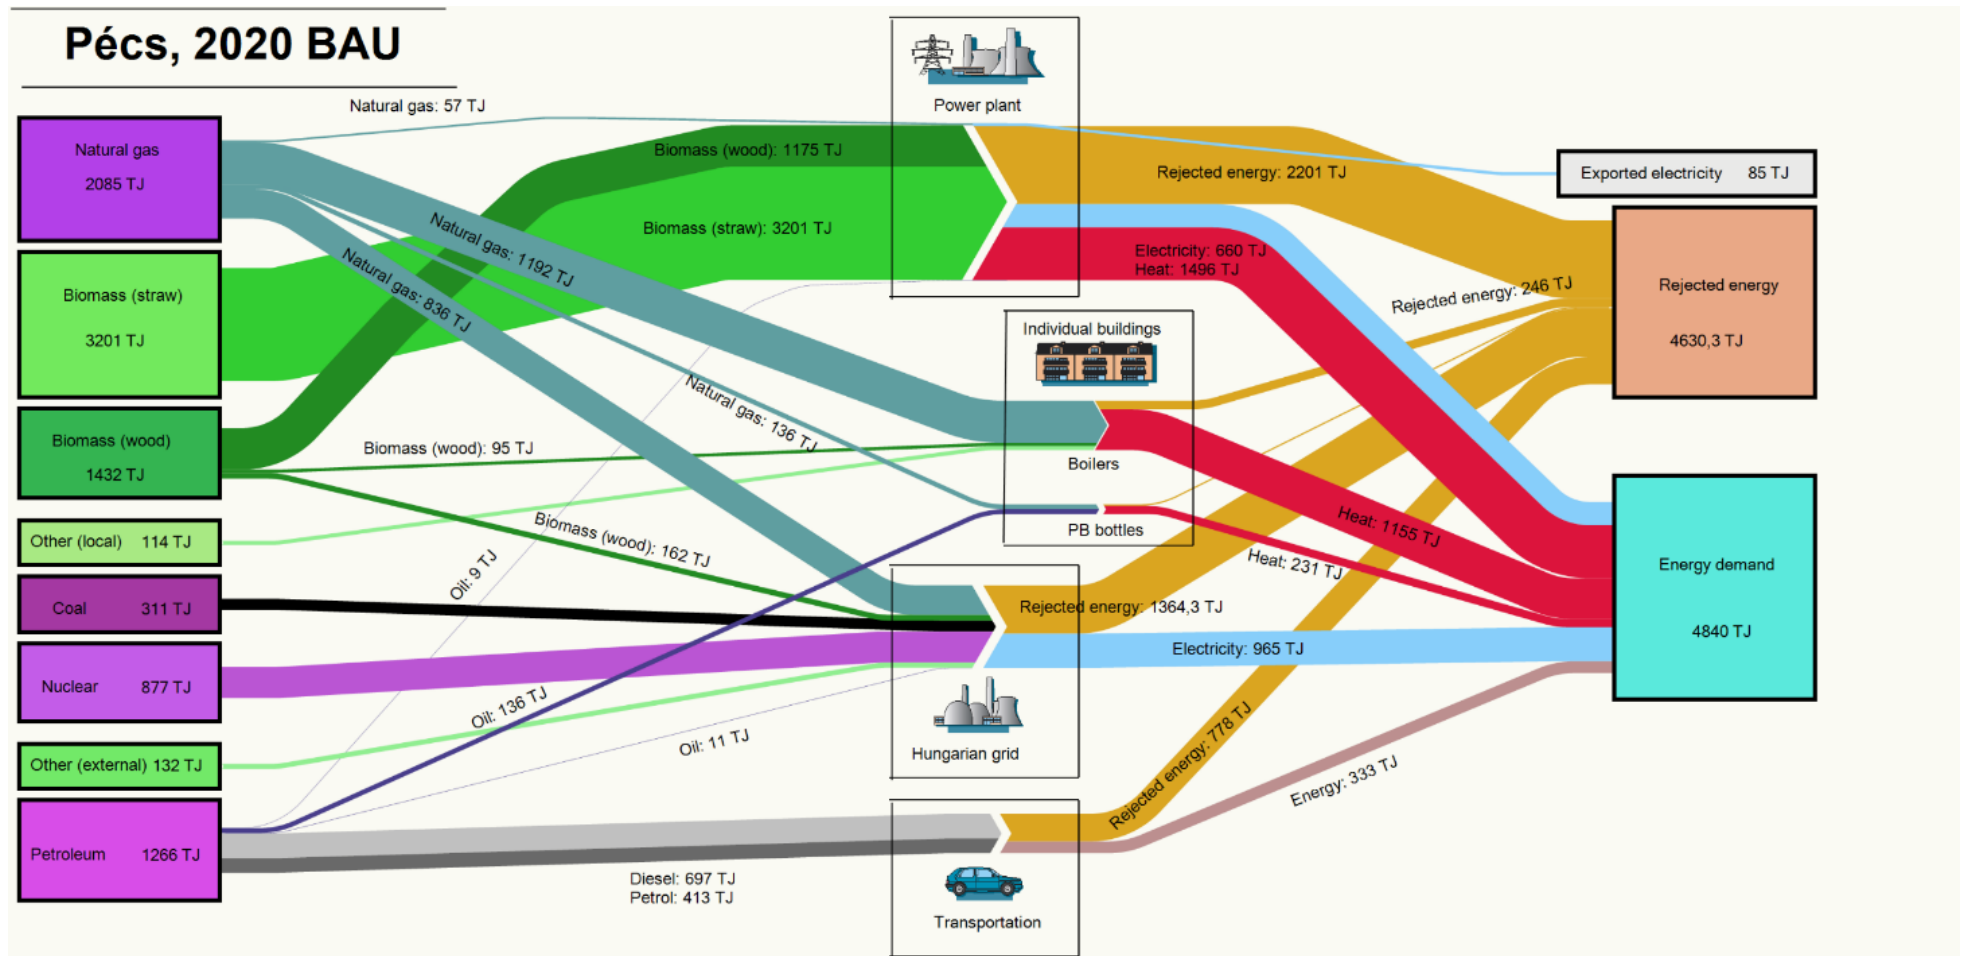 Pécs, 2020 BAU
Natural gas: 57 TJ
Power plant
Natural gas
2085 TJ
Biomass (wood): 1175 TJ
Rejected energy: 2201 TJ
Exported electricity 85 TJ
Natural gas: 1192 TJ
Biomass (straw): 3201 TJ
Natural gas: 836 TJ
Electricity: 660 TJ
Heat: 1496 TJ
Rejected energy: 246 TJ
Rejected energy
4630,3 TJ
Biomass (straw)
3201 TJ
Individual buildings
Natural gas: 136 TJ
Biomass (wood)
1432 TJ
Biomass (wood): 95 TJ
Boilers
Biomass (wood): 162 TJ
PB bottles
Heat: 1155 TJ
Heat: 231 TJ
Other (local) 114 TJ
Oil: 9 TJ
Energy demand
4840 TJ
Coal 311 TJ
Rejected energy: 1364,3 TJ
Electricity: 965 TJ
Nuclear 877 TJ
Oil: 136 TJ
Oil: 11 TJ
Hungarian grid
Rejected energy: 778 TJ
Energy: 333 TJ
Other (external) 132 TJ
Petroleum 1266 TJ
Diesel: 697 TJ
Petrol: 413 TJ
Transportation